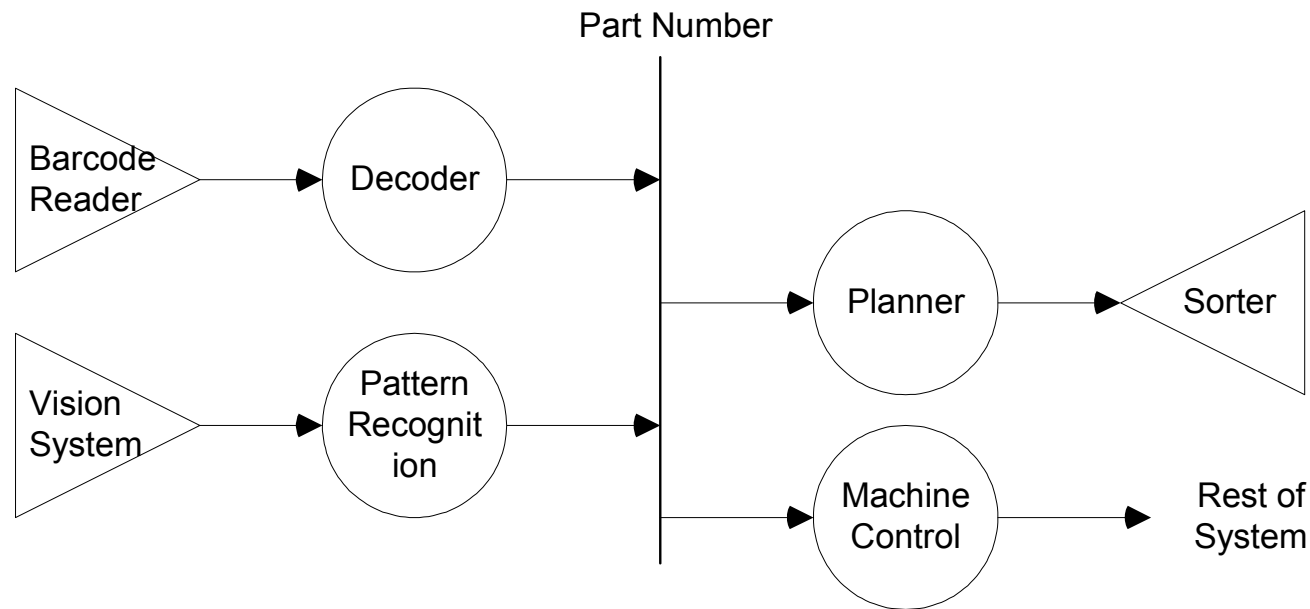 Part Number
Barcode
Reader
Decoder
Planner
Sorter
Vision
System
Pattern
Recognit
ion
Machine
Control
Rest of
System